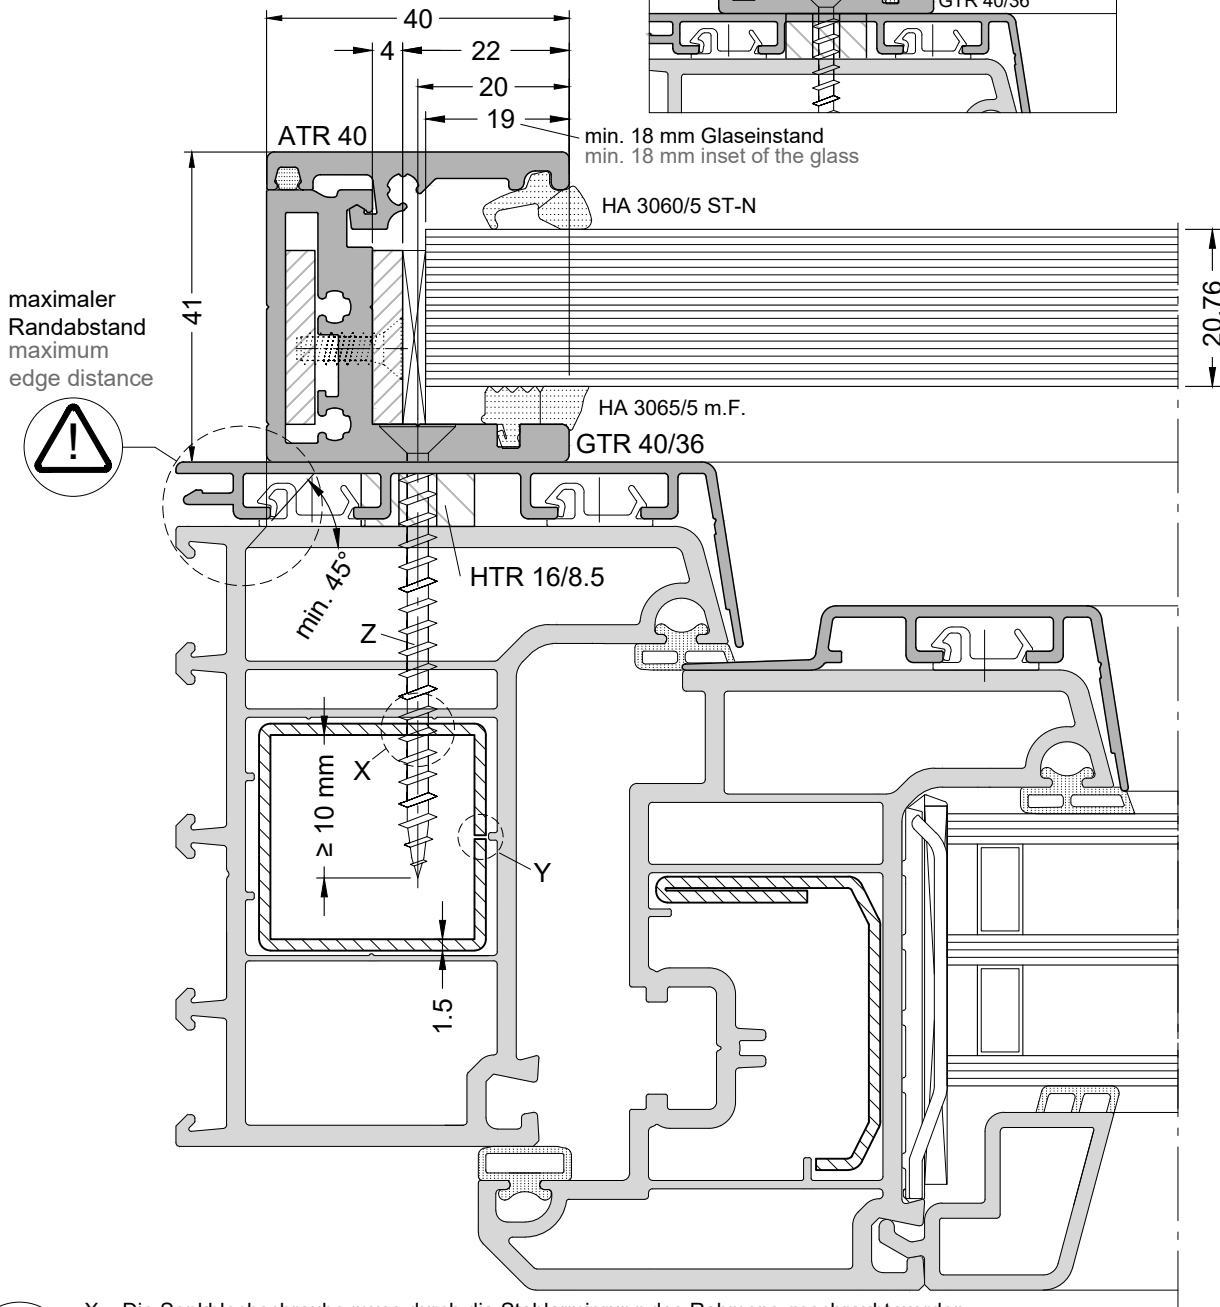 40
GTR 40/36
4
22
20
19
ATR 40
min. 18 mm Glaseinstand
min. 18 mm inset of the glass
HA 3060/5 ST-N
41
20.76
maximaler
Randabstand
maximum
edge distance
!
HA 3065/5 m.F.
GTR 40/36
min. 45°
HTR 16/8.5
Z
X
≥ 10 mm
Y
1.5